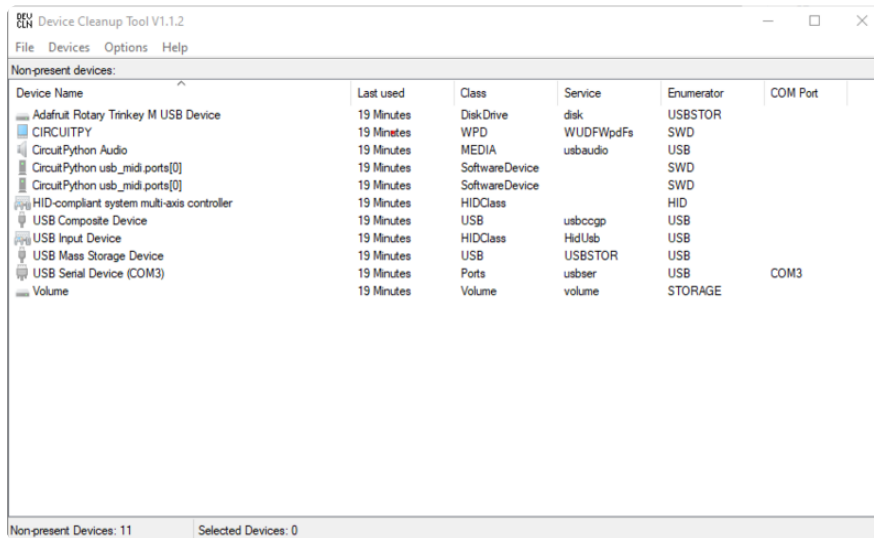 DEV CLN Device Cleanup Tool V1.1.2
File Devices Options Help
Non-present devices:
Device Name Last used Class Service Enumerator COM Port
Adafruit Rotary Trinkey M USB Device 19 Minutes DiskDrive disk USBSTOR
CIRCUITPY 19 Minutes WPD WUDFWpdFs SWD
CircuitPython Audio 19 Minutes MEDIA usbaudio USB
CircuitPython usb_midi.ports[0] 19 Minutes SoftwareDevice SWD
CircuitPython usb_midi.ports[0] 19 Minutes SoftwareDevice SWD
HID-compliant system multi-axis controller 19 Minutes HIDClass HID
USB Composite Device 19 Minutes USB usbccgp USB
USB Input Device 19 Minutes HIDClass HidUsb USB
USB Mass Storage Device 19 Minutes USB USBSTOR USB
USB Serial Device (COM3) 19 Minutes Ports usbser USB COM3
Volume 19 Minutes Volume volume STORAGE
Non-present Devices: 11 Selected Devices: 0